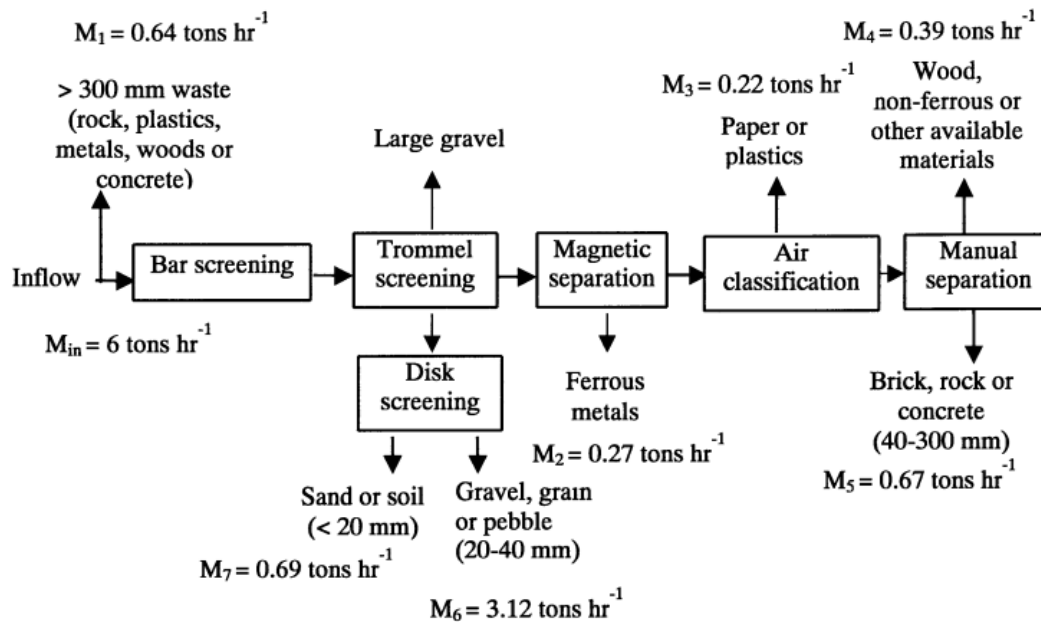 M₁ = 0.64 tons hr⁻¹
> 300 mm waste
(rock, plastics,
metals, woods or
concrete)
Large gravel
M₃ = 0.22 tons hr⁻¹
Paper or
plastics
M₄ = 0.39 tons hr⁻¹
Wood,
non-ferrous or
other available
materials
Inflow
Bar screening
Trommel
screening
Magnetic
separation
Air
classification
Manual
separation
Mᵢₙ = 6 tons hr⁻¹
Disk
screening
Ferrous
metals
M₂ = 0.27 tons hr⁻¹
Brick, rock or
concrete
(40-300 mm)
M₅ = 0.67 tons hr⁻¹
Sand or soil
(< 20 mm)
M₇ = 0.69 tons hr⁻¹
Gravel, grain
or pebble
(20-40 mm)
M₆ = 3.12 tons hr⁻¹